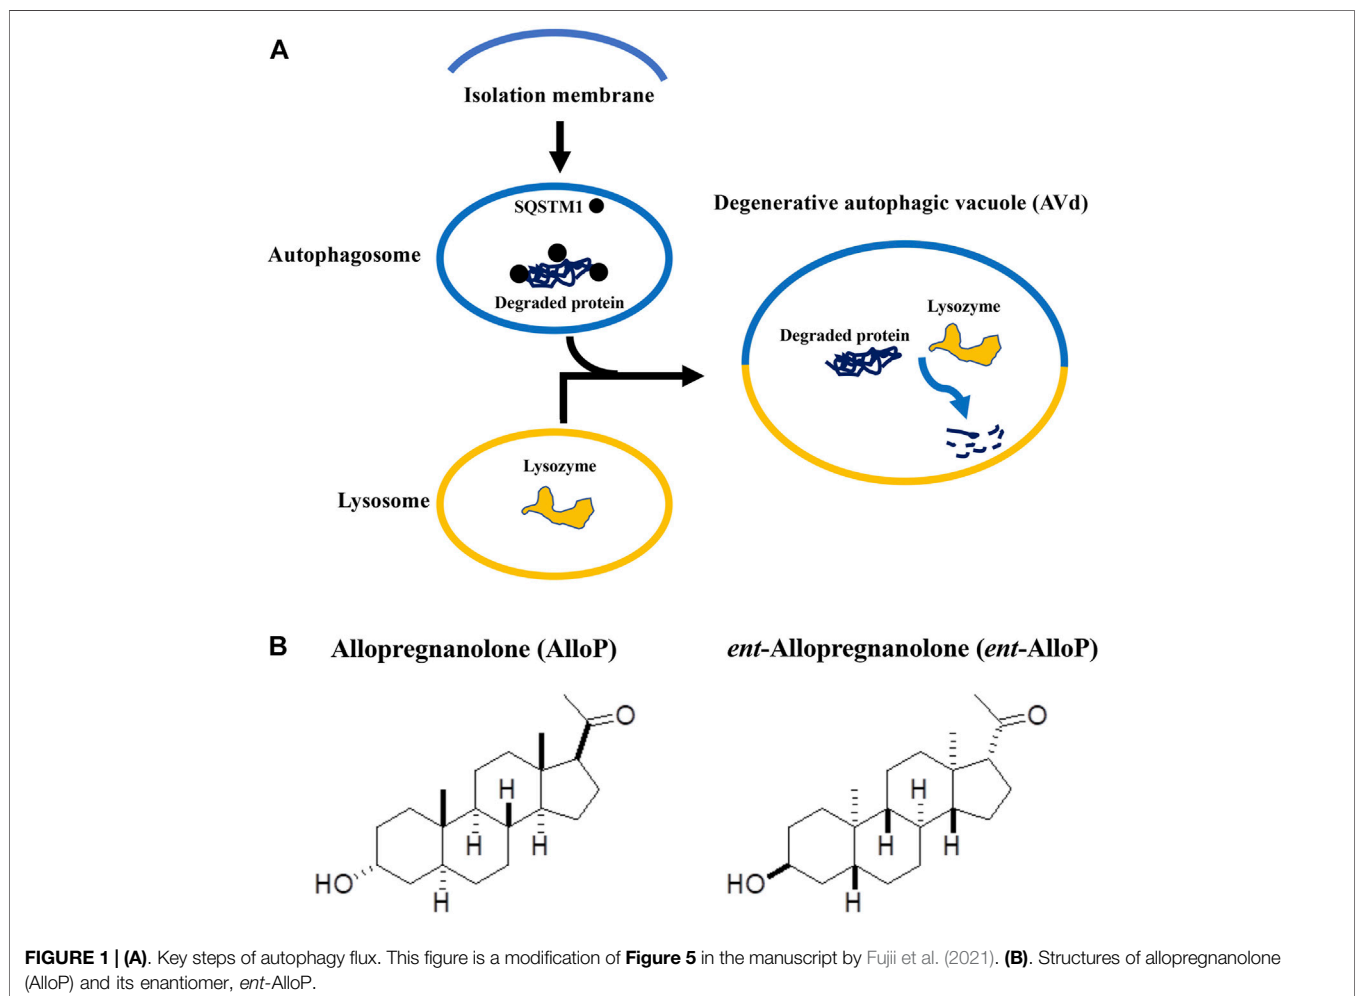 A
Isolation membrane
SQSTM1
Autophagosome
Degraded protein
Degenerative autophagic vacuole (AVd)
Lysozyme
Degraded protein
Lysozyme
Lysosome
B
Allopregnanolone (AlloP)
ent-Allopregnanolone (ent-AlloP)
O
H
H
H
HO
H
O
H
H
H
HO
H
FIGURE 1 | (A). Key steps of autophagy flux. This figure is a modification of Figure 5 in the manuscript by Fujii et al. (2021). (B). Structures of allopregnanolone
(AlloP) and its enantiomer, ent-AlloP.